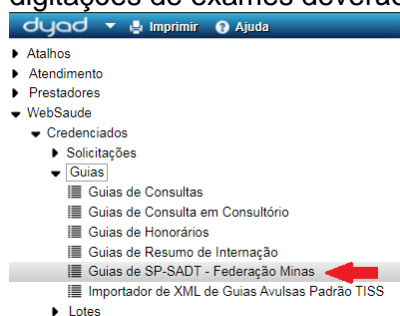 digitações de exames deverão
dyad Imprimir Ajuda
Atalhos
Atendimento
Prestadores
WebSaude
Credenciados
Solicitações
Guias
Guias de Consultas
Guias de Consulta em Consultório
Guias de Honorários
Guias de Resumo de Internação
Guias de SP-SADT - Federação Minas
Importador de XML de Guias Avulsas Padrão TISS
Lotes